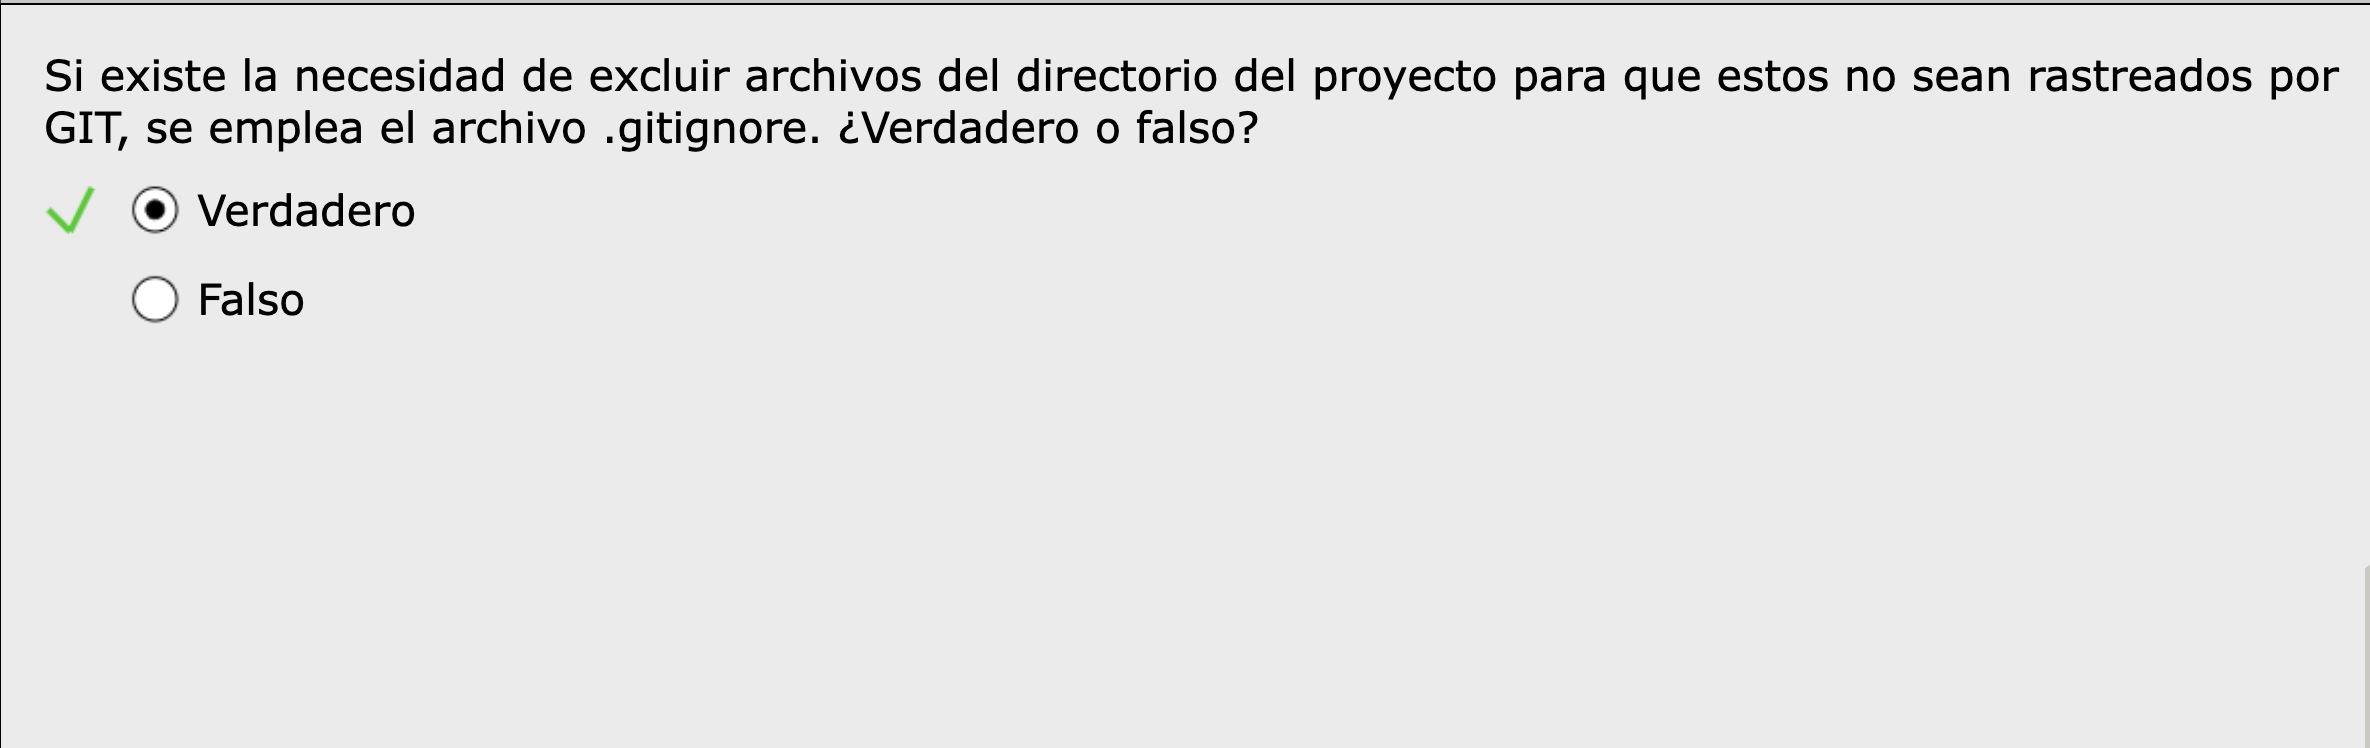 Si existe la necesidad de excluir archivos del directorio del proyecto para que estos no sean rastreados por
GIT, se emplea el archivo .gitignore. ¿Verdadero o falso?
Verdadero
Falso